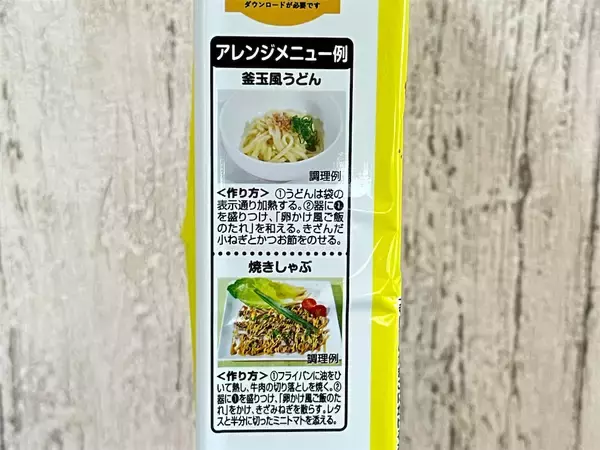 ダウンロードが必要です
アレンジメニュー例
釜玉風うどん
調理例
<作り方> ①うどんは袋の
表示通り加熱する。②器に❶
を盛りつけ、「卵かけ風ご飯
のたれ」を和える。きざんだ
小ねぎとかつお節をのせる。
焼きしゃぶ
調理例
<作り方> ①フライパンに油をひ
いて熱し、牛肉の切り落としを焼く。②
器に❶を盛りつけ、「卵かけ風ご飯のた
れ」をかけ、きざみねぎを散らす。レタ
スと半分に切ったミニトマトを添える。